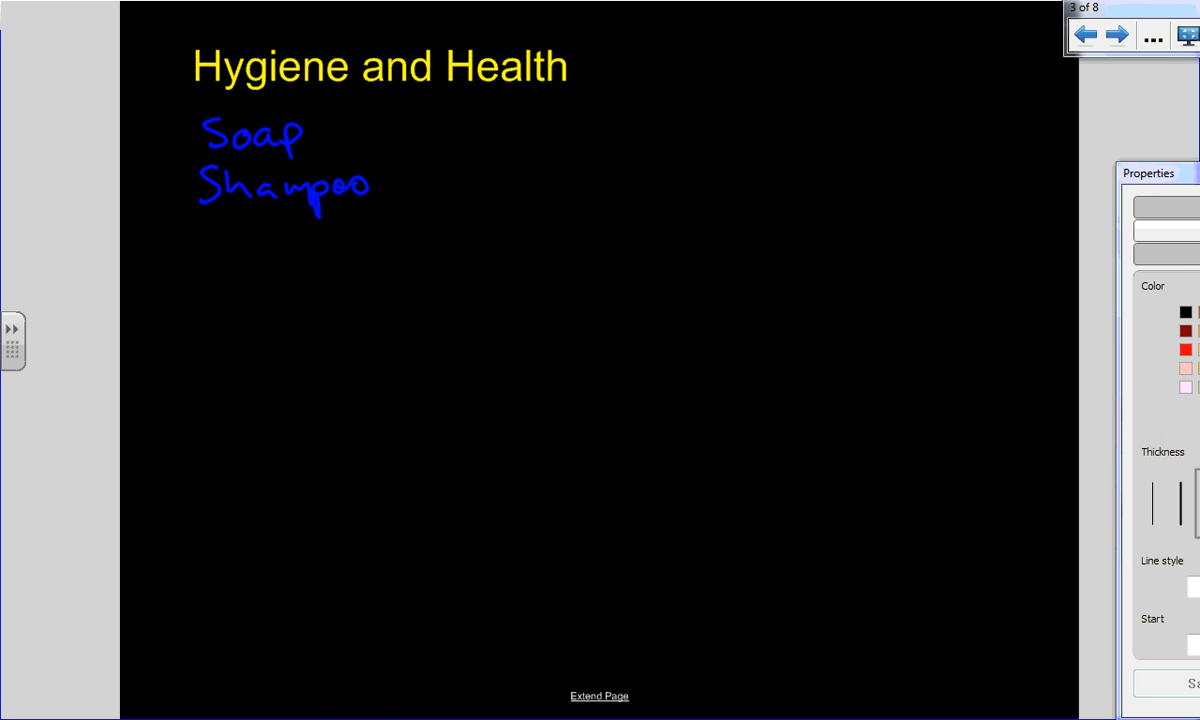 3 of 8
Hygiene and Health
Soap
Shampoo
Properties
Color
Thickness
Line style
Start
Extend Page